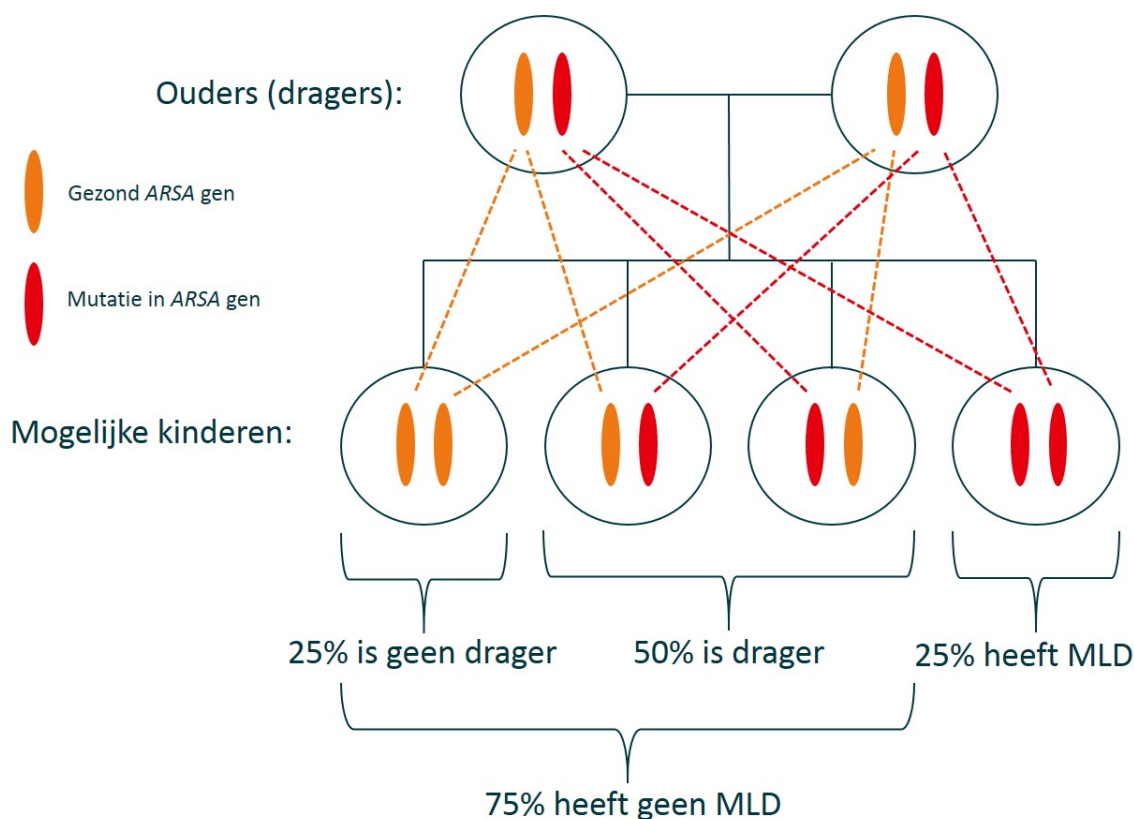 Ouders (dragers):
Gezond ARSA gen
Mutatie in ARSA gen
Mogelijke kinderen:
25% is geen drager
50% is drager
25% heeft MLD
75% heeft geen MLD